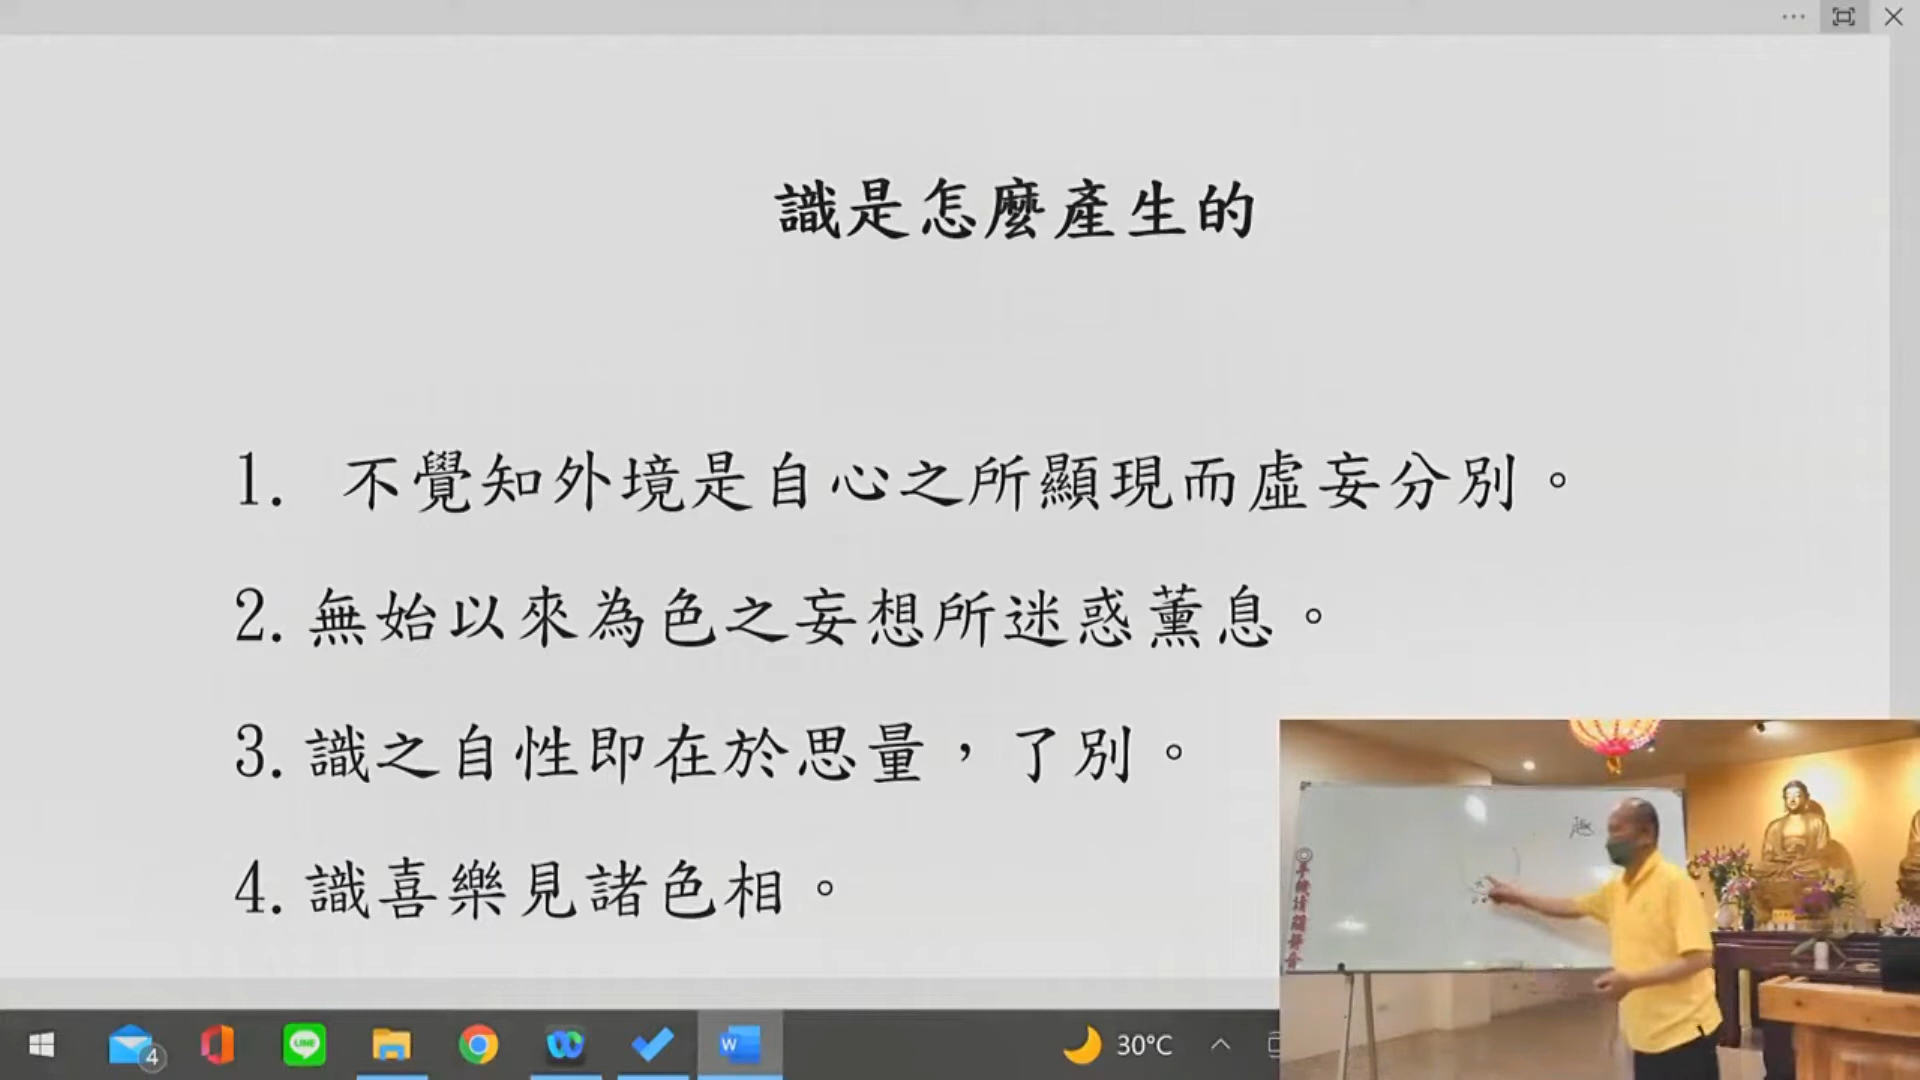 識是怎麼產生的
1. 不覺知外境是自心之所顯現而虛妄分別。
2. 無始以來為色之妄想所迷惑薰息。
3. 識之自性即在於思量，了別。
4. 識喜樂見諸色相。
4
LINE
W
30°C
趣